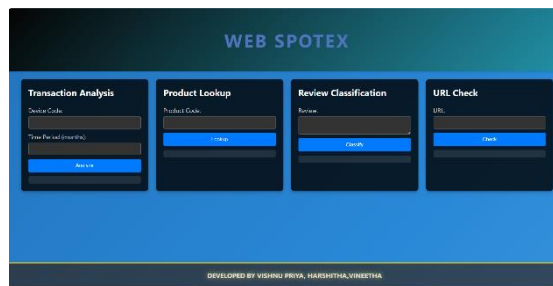 WEB SPOTEX
Transaction Analysis
Device Code:
Time Period (months):
Analyze
Product Lookup
Product Code:
Lookup
Review Classification
Review:
Classify
URL Check
URL:
Check
DEVELOPED BY VISHNU PRIYA, HARSHITHA,VINEETHA